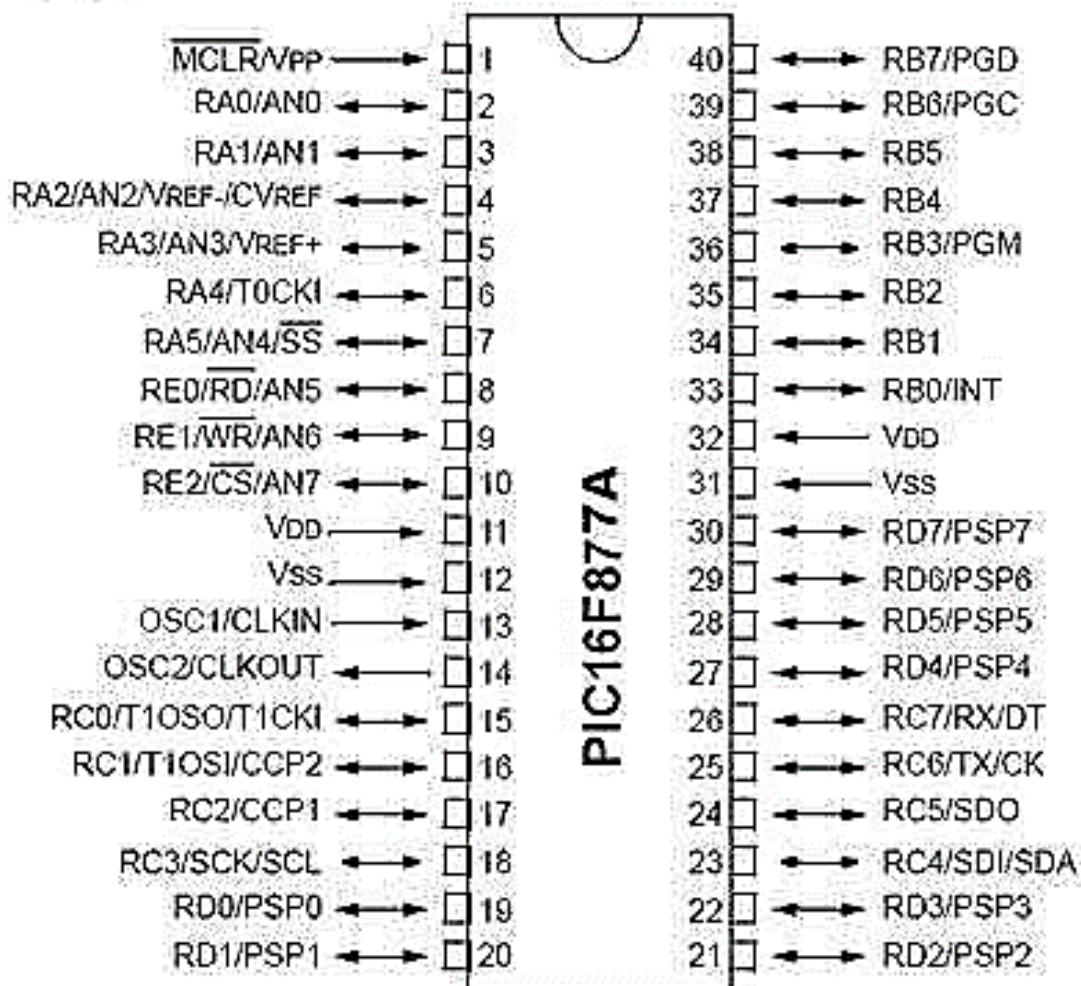 MCLR/VPP 1 40 RB7/PGD
RA0/AN0 2 39 RB6/PGC
RA1/AN1 3 38 RB5
RA2/AN2/VREF-/CVREF 4 37 RB4
RA3/AN3/VREF+ 5 36 RB3/PGM
RA4/T0CKI 6 35 RB2
RA5/AN4/SS 7 34 RB1
RE0/RD/AN5 8 33 RB0/INT
RE1/WR/AN6 9 32 VDD
RE2/CS/AN7 10 31 VSS
VDD 11 30 RD7/PSP7
VSS 12 29 RD6/PSP6
OSC1/CLKIN 13 28 RD5/PSP5
OSC2/CLKOUT 14 27 RD4/PSP4
RC0/T1OSO/T1CKI 15 26 RC7/RX/DT
RC1/T1OSI/CCP2 16 25 RC6/TX/CK
RC2/CCP1 17 24 RC5/SDO
RC3/SCK/SCL 18 23 RC4/SDI/SDA
RD0/PSP0 19 22 RD3/PSP3
RD1/PSP1 20 21 RD2/PSP2
PIC16F877A